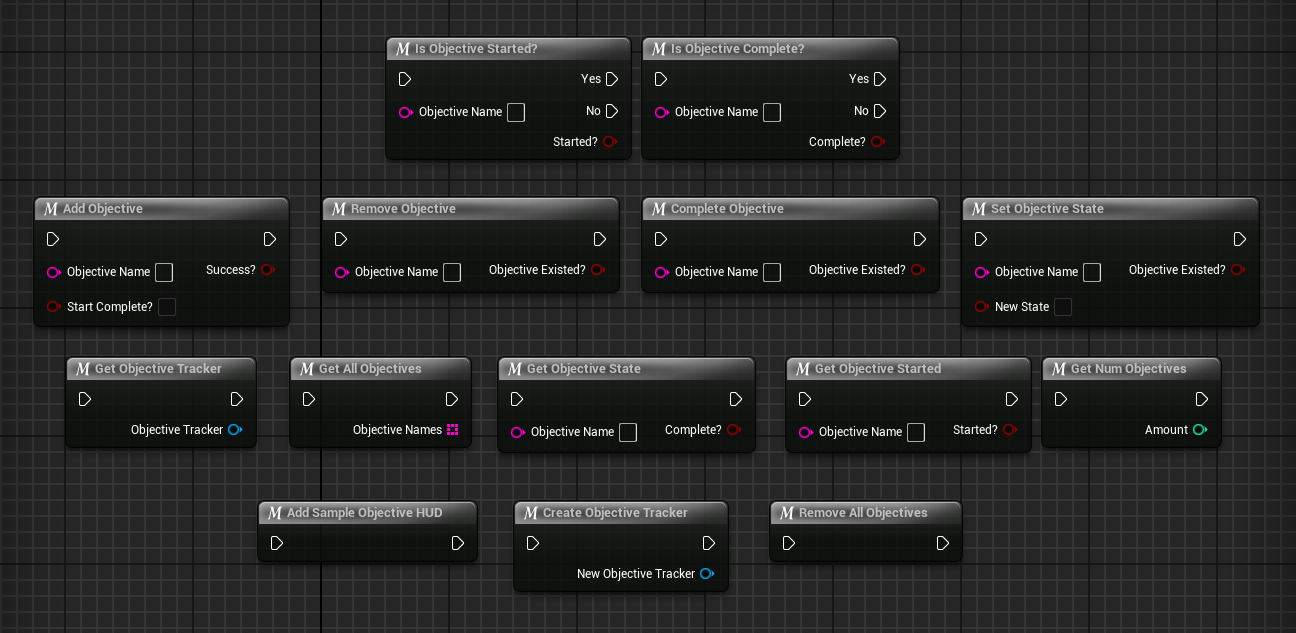 M Is Objective Started?
Yes
Objective Name
No
Started?
M Is Objective Complete?
Yes
Objective Name
No
Complete?
M Add Objective
Objective Name
Success?
Start Complete?
M Remove Objective
Objective Name
Objective Existed?
M Complete Objective
Objective Name
Objective Existed?
M Set Objective State
Objective Name
Objective Existed?
New State
M Get Objective Tracker
Objective Tracker
M Get All Objectives
Objective Names
M Get Objective State
Objective Name
Complete?
M Get Objective Started
Objective Name
Started?
M Get Num Objectives
Amount
M Add Sample Objective HUD
M Create Objective Tracker
New Objective Tracker
M Remove All Objectives